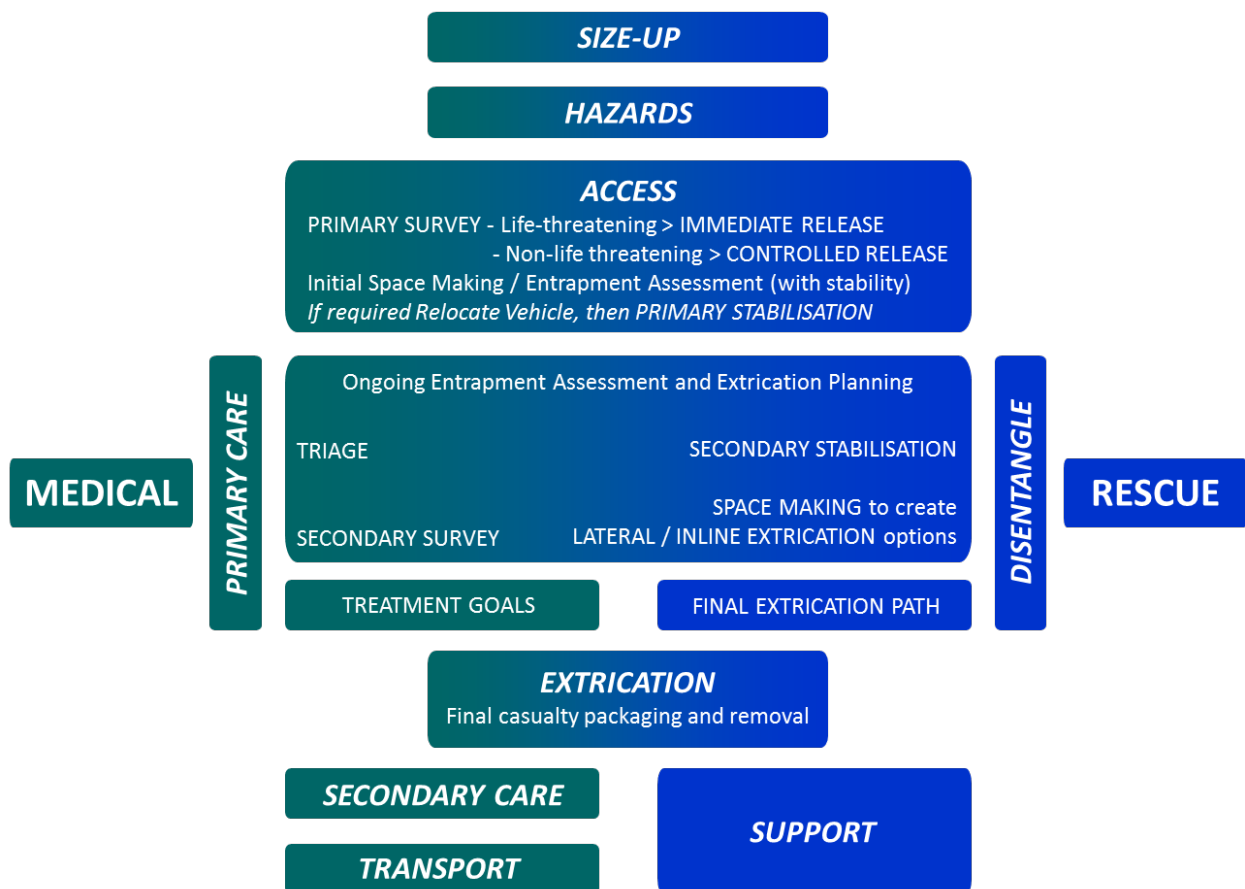 SIZE-UP
HAZARDS
ACCESS
PRIMARY SURVEY - Life-threatening > IMMEDIATE RELEASE
- Non-life threatening > CONTROLLED RELEASE
Initial Space Making / Entrapment Assessment (with stability)
If required Relocate Vehicle, then PRIMARY STABILISATION
MEDICAL
PRIMARY CARE
Ongoing Entrapment Assessment and Extrication Planning
TRIAGE
SECONDARY STABILISATION
SECONDARY SURVEY
SPACE MAKING to create
LATERAL / INLINE EXTRICATION options
DISENTANGLE
RESCUE
TREATMENT GOALS
FINAL EXTRICATION PATH
EXTRICATION
Final casualty packaging and removal
SECONDARY CARE
SUPPORT
TRANSPORT